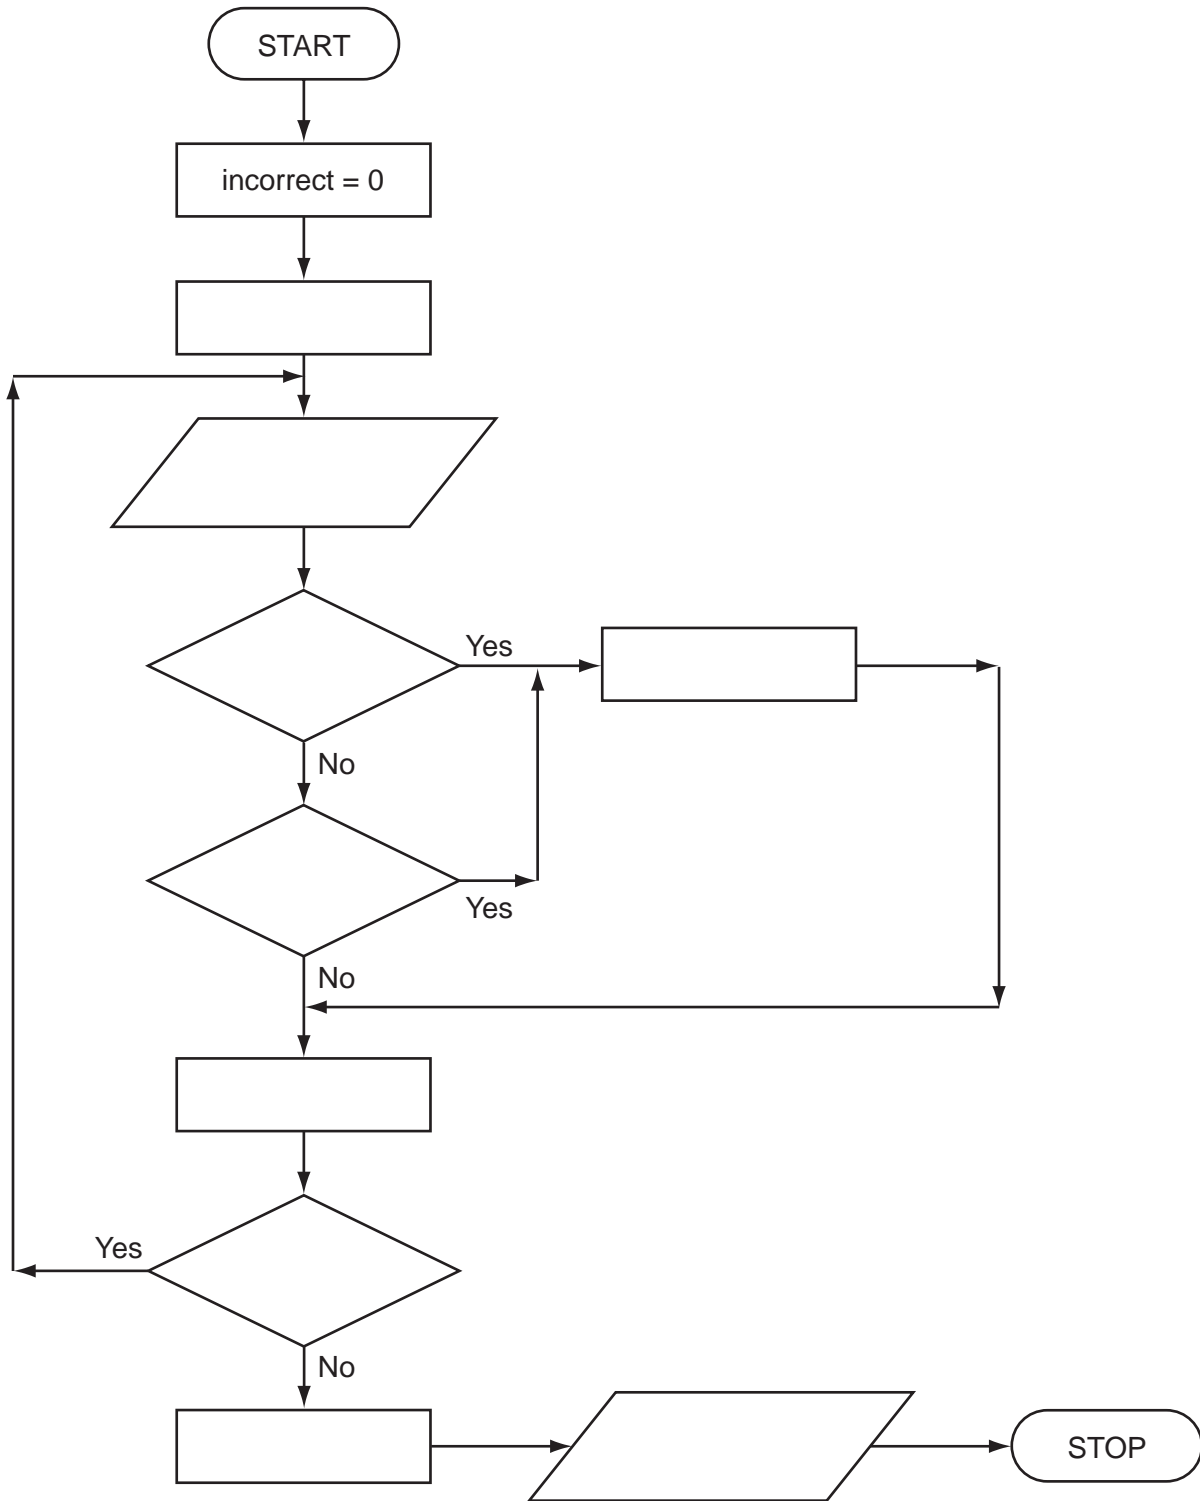 START
incorrect = 0
Yes
No
Yes
No
Yes
No
STOP